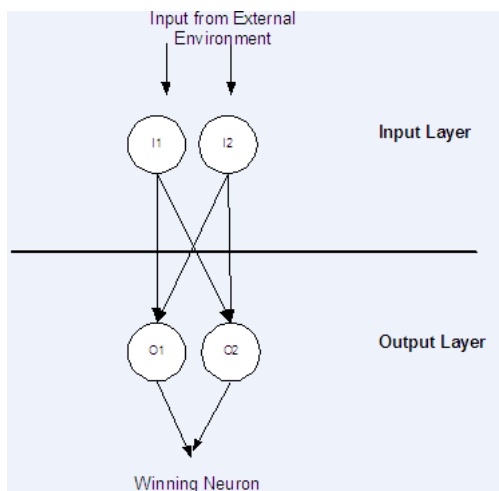 Input from External
Environment
I1
I2
Input Layer
O1
O2
Output Layer
Winning Neuron